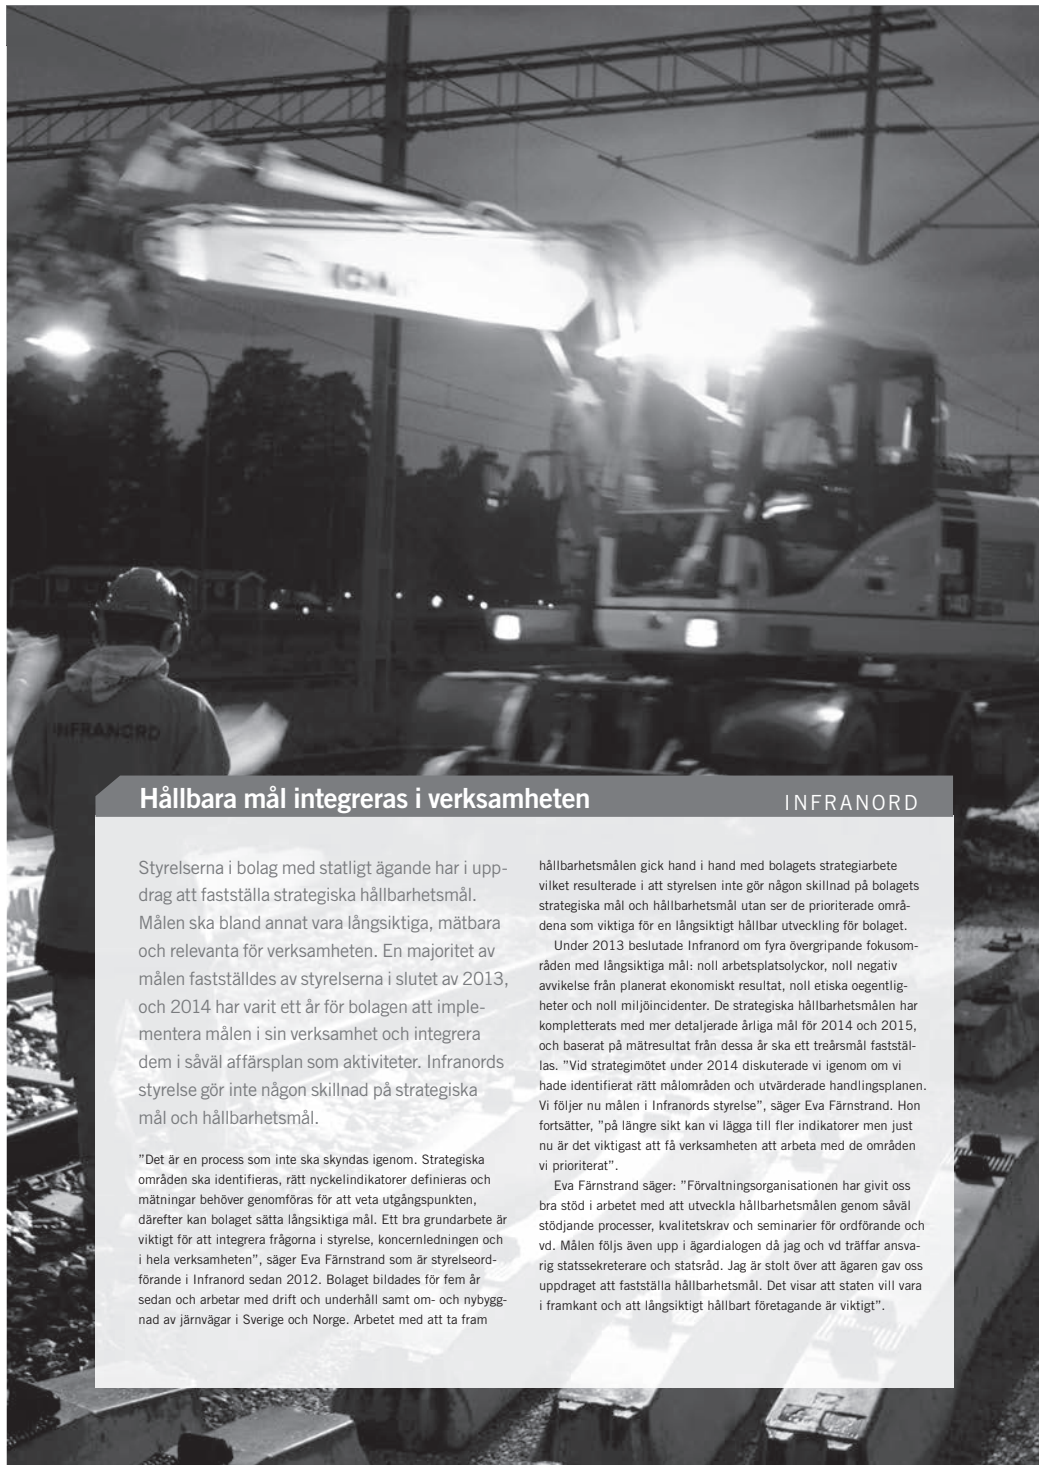 INFRANORD
Hållbara mål integreras i verksamheten
INFRANORD
Styrelserna i bolag med statligt ägande har i upp-
drag att fastställa strategiska hållbarhetsmål.
Målen ska bland annat vara långsiktiga, mätbara
och relevanta för verksamheten. En majoritet av
målen fastställdes av styrelserna i slutet av 2013,
och 2014 har varit ett år för bolagen att imple-
mentera målen i sin verksamhet och integrera
dem i såväl affärsplan som aktiviteter. Infranords
styrelse gör inte någon skillnad på strategiska
mål och hållbarhetsmål.
”Det är en process som inte ska skyndas igenom. Strategiska
områden ska identifieras, rätt nyckelindikatorer definieras och
mätningar behöver genomföras för att veta utgångspunkten,
därefter kan bolaget sätta långsiktiga mål. Ett bra grundarbete är
viktigt för att integrera frågorna i styrelse, koncernledningen och
i hela verksamheten”, säger Eva Färnstrand som är styrelseord-
förande i Infranord sedan 2012. Bolaget bildades för fem år
sedan och arbetar med drift och underhåll samt om- och nybygg-
nad av järnvägar i Sverige och Norge. Arbetet med att ta fram
hållbarhetsmålen gick hand i hand med bolagets strategiarbete
vilket resulterade i att styrelsen inte gör någon skillnad på bolagets
strategiska mål och hållbarhetsmål utan ser de prioriterade områ-
dena som viktiga för en långsiktigt hållbar utveckling för bolaget.
Under 2013 beslutade Infranord om fyra övergripande fokusom-
råden med långsiktiga mål: noll arbetsplatsolyckor, noll negativ
avvikelse från planerat ekonomiskt resultat, noll etiska oegentlig-
heter och noll miljöincidenter. De strategiska hållbarhetsmålen har
kompletterats med mer detaljerade årliga mål för 2014 och 2015,
och baserat på mätresultat från dessa år ska ett treårsmål faststäl-
las. ”Vid strategimötet under 2014 diskuterade vi igenom om vi
hade identifierat rätt målområden och utvärderade handlingsplanen.
Vi följer nu målen i Infranords styrelse”, säger Eva Färnstrand. Hon
fortsätter, ”på längre sikt kan vi lägga till fler indikatorer men just
nu är det viktigast att få verksamheten att arbeta med de områden
vi prioriterat”.
Eva Färnstrand säger: ”Förvaltningsorganisationen har givit oss
bra stöd i arbetet med att utveckla hållbarhetsmålen genom såväl
stödjande processer, kvalitetskrav och seminarier för ordförande och
vd. Målen följs även upp i ägardialogen då jag och vd träffar ansva-
rig statssekreterare och statsråd. Jag är stolt över att ägaren gav oss
uppdraget att fastställa hållbarhetsmål. Det visar att staten vill vara
i framkant och att långsiktigt hållbart företagande är viktigt”.